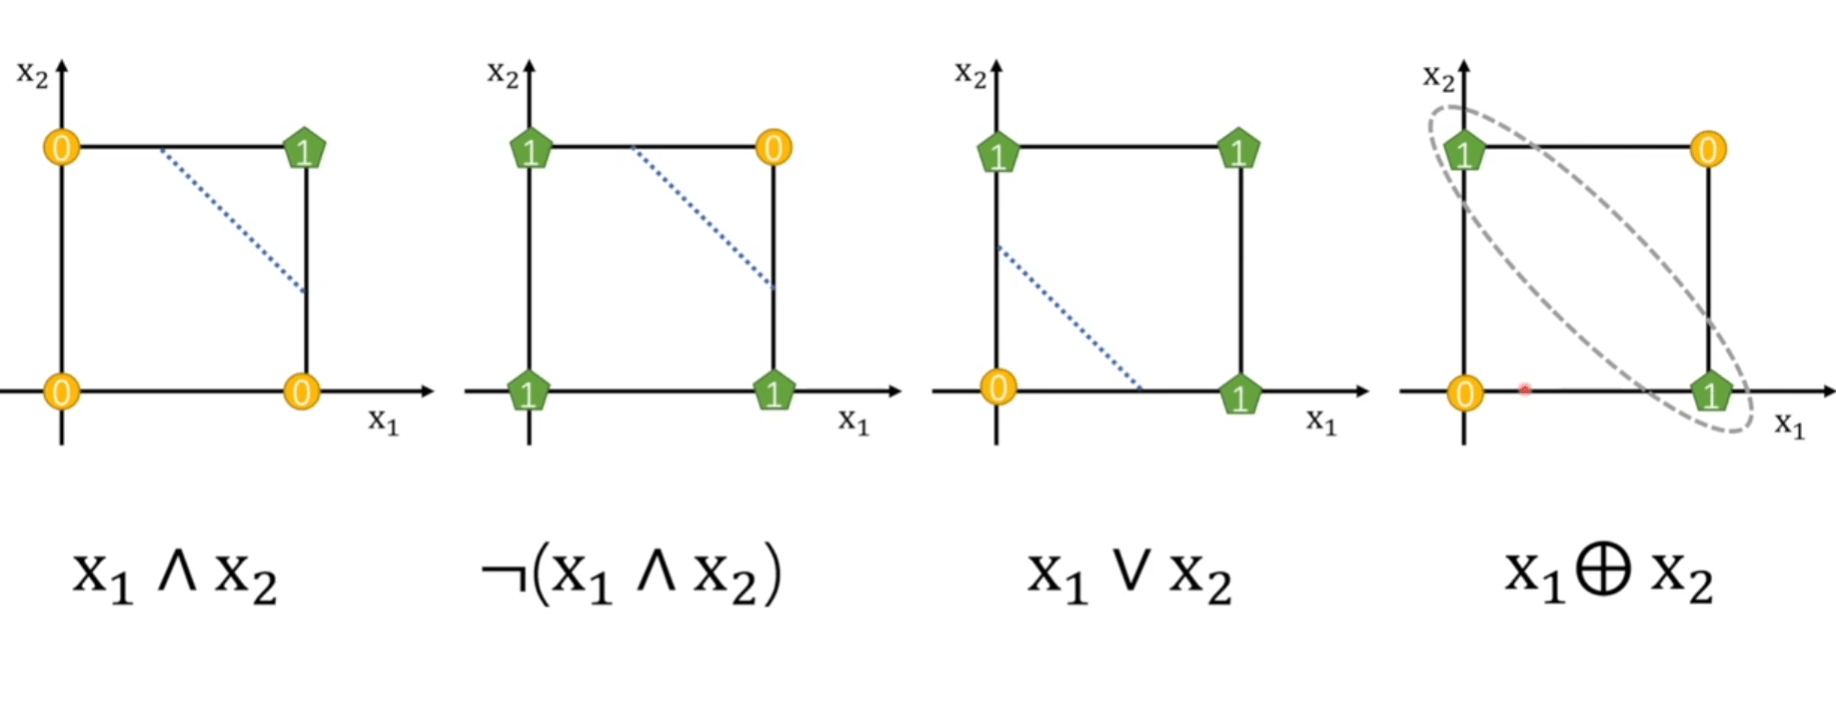 x₂ x₂ x₂ x₂
0 1 1 0 1 1 1 0
0 0 1 1 0 1 0 1
x₁ x₁ x₁ x₁
x₁ ∧ x₂ ¬(x₁ ∧ x₂) x₁ ∨ x₂ x₁⊕ x₂